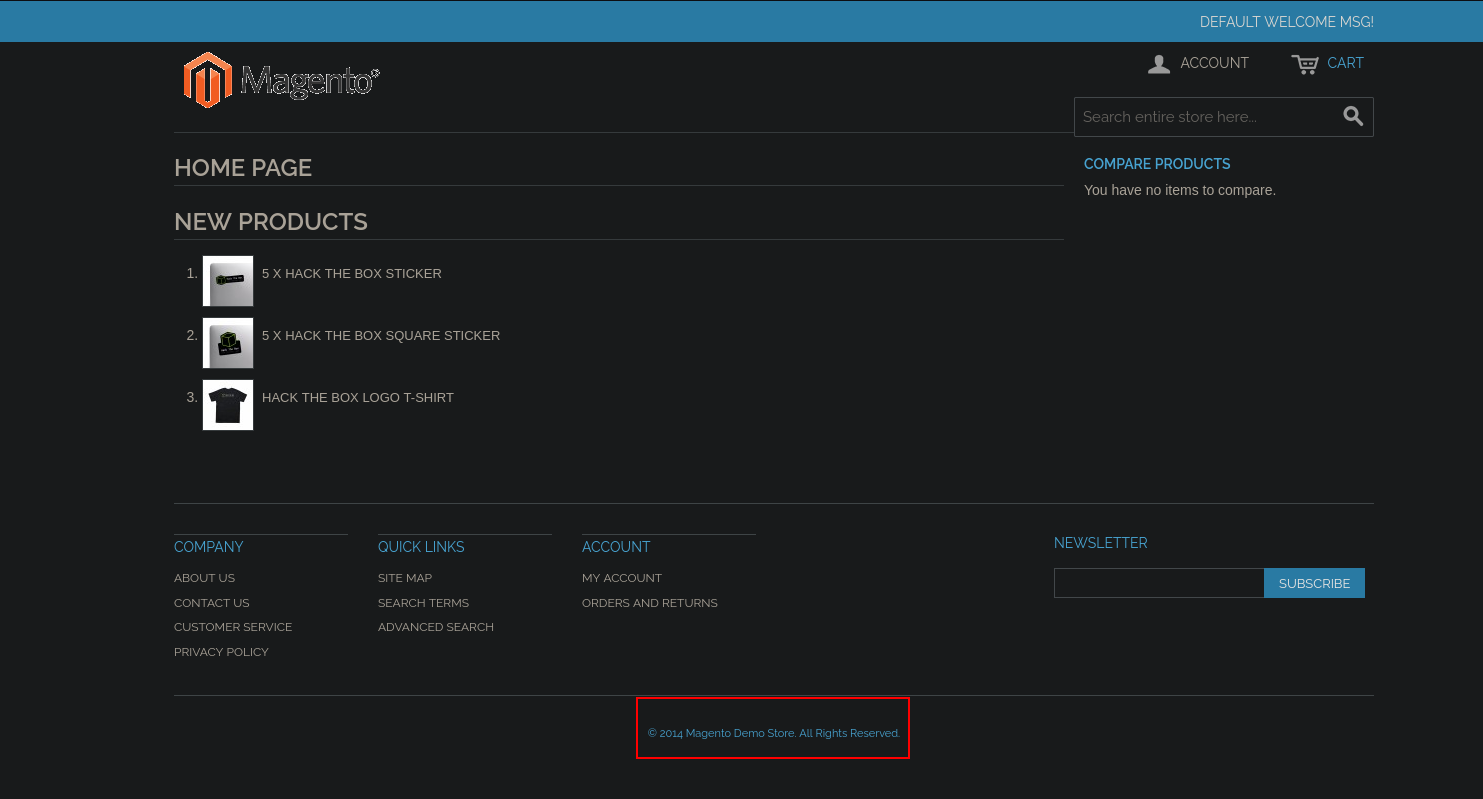 DEFAULT WELCOME MSG!
Magento®
ACCOUNT
CART
Search entire store here...
HOME PAGE
COMPARE PRODUCTS
You have no items to compare.
NEW PRODUCTS
1. 5 X HACK THE BOX STICKER
2. 5 X HACK THE BOX SQUARE STICKER
3. HACK THE BOX LOGO T-SHIRT
COMPANY
ABOUT US
CONTACT US
CUSTOMER SERVICE
PRIVACY POLICY
QUICK LINKS
SITE MAP
SEARCH TERMS
ADVANCED SEARCH
ACCOUNT
MY ACCOUNT
ORDERS AND RETURNS
NEWSLETTER
SUBSCRIBE
© 2014 Magento Demo Store. All Rights Reserved.